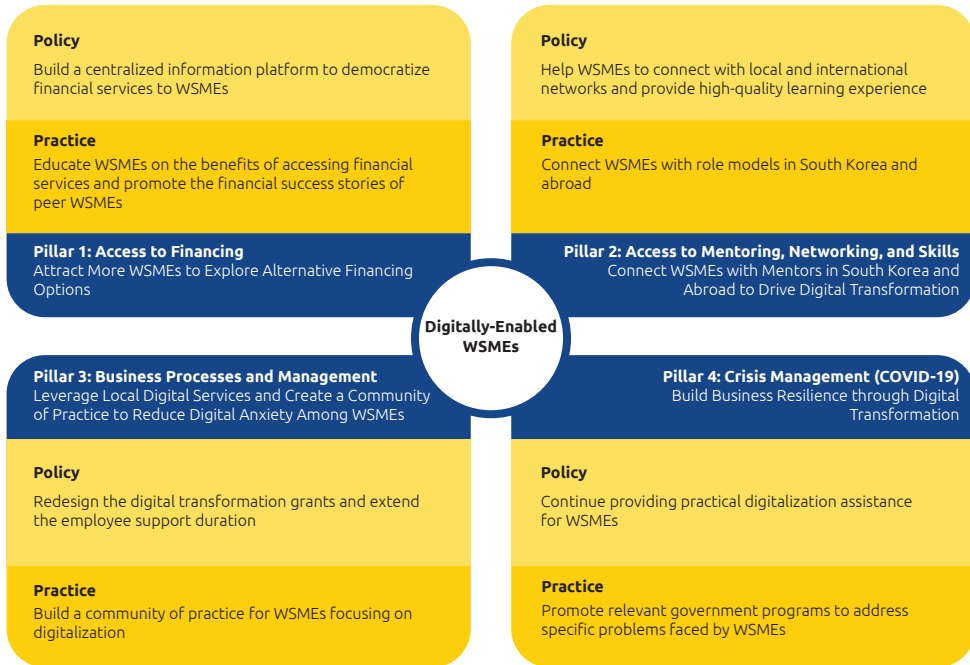 Policy
Build a centralized information platform to democratize
financial services to WSMEs
Practice
Educate WSMEs on the benefits of accessing financial
services and promote the financial success stories of
peer WSMEs
Pillar 1: Access to Financing
Attract More WSMEs to Explore Alternative Financing
Options
Policy
Help WSMEs to connect with local and international
networks and provide high-quality learning experience
Practice
Connect WSMEs with role models in South Korea and
abroad
Pillar 2: Access to Mentoring, Networking, and Skills
Connect WSMEs with Mentors in South Korea and
Abroad to Drive Digital Transformation
Digitally-Enabled
WSMEs
Pillar 3: Business Processes and Management
Leverage Local Digital Services and Create a Community
of Practice to Reduce Digital Anxiety Among WSMEs
Policy
Redesign the digital transformation grants and extend
the employee support duration
Practice
Build a community of practice for WSMEs focusing on
digitalization
Pillar 4: Crisis Management (COVID-19)
Build Business Resilience through Digital
Transformation
Policy
Continue providing practical digitalization assistance
for WSMEs
Practice
Promote relevant government programs to address
specific problems faced by WSMEs